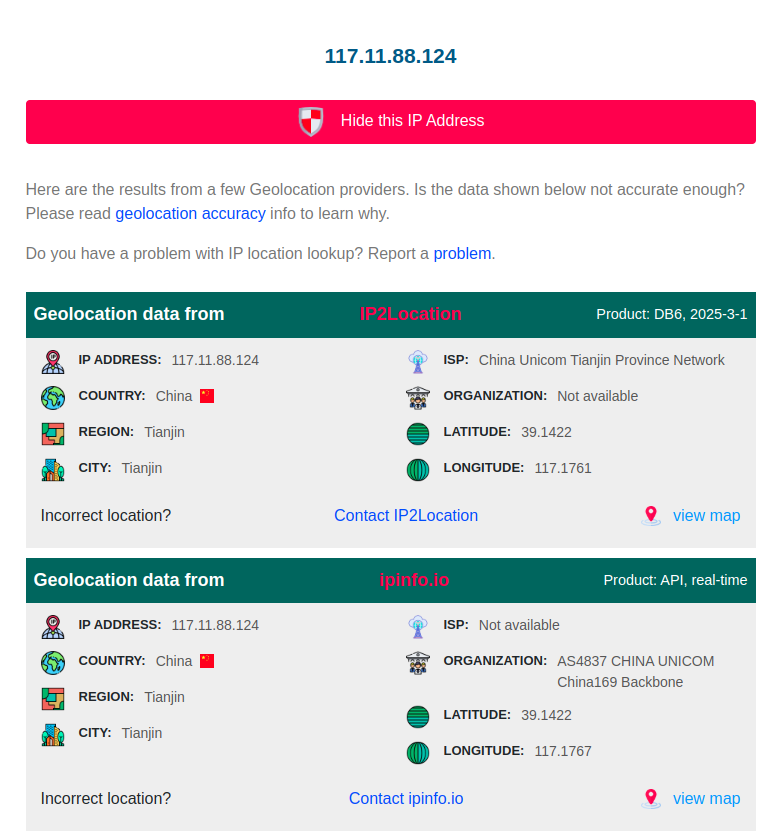 117.11.88.124
Hide this IP Address
Here are the results from a few Geolocation providers. Is the data shown below not accurate enough?
Please read geolocation accuracy info to learn why.
Do you have a problem with IP location lookup? Report a problem.
Geolocation data from IP2Location Product: DB6, 2025-3-1
IP ADDRESS: 117.11.88.124 ISP: China Unicom Tianjin Province Network
COUNTRY: China ORGANIZATION: Not available
REGION: Tianjin LATITUDE: 39.1422
CITY: Tianjin LONGITUDE: 117.1761
Incorrect location? Contact IP2Location view map
Geolocation data from ipinfo.io Product: API, real-time
IP ADDRESS: 117.11.88.124 ISP: Not available
COUNTRY: China ORGANIZATION: AS4837 CHINA UNICOM
China169 Backbone
REGION: Tianjin LATITUDE: 39.1422
CITY: Tianjin LONGITUDE: 117.1767
Incorrect location? Contact ipinfo.io view map